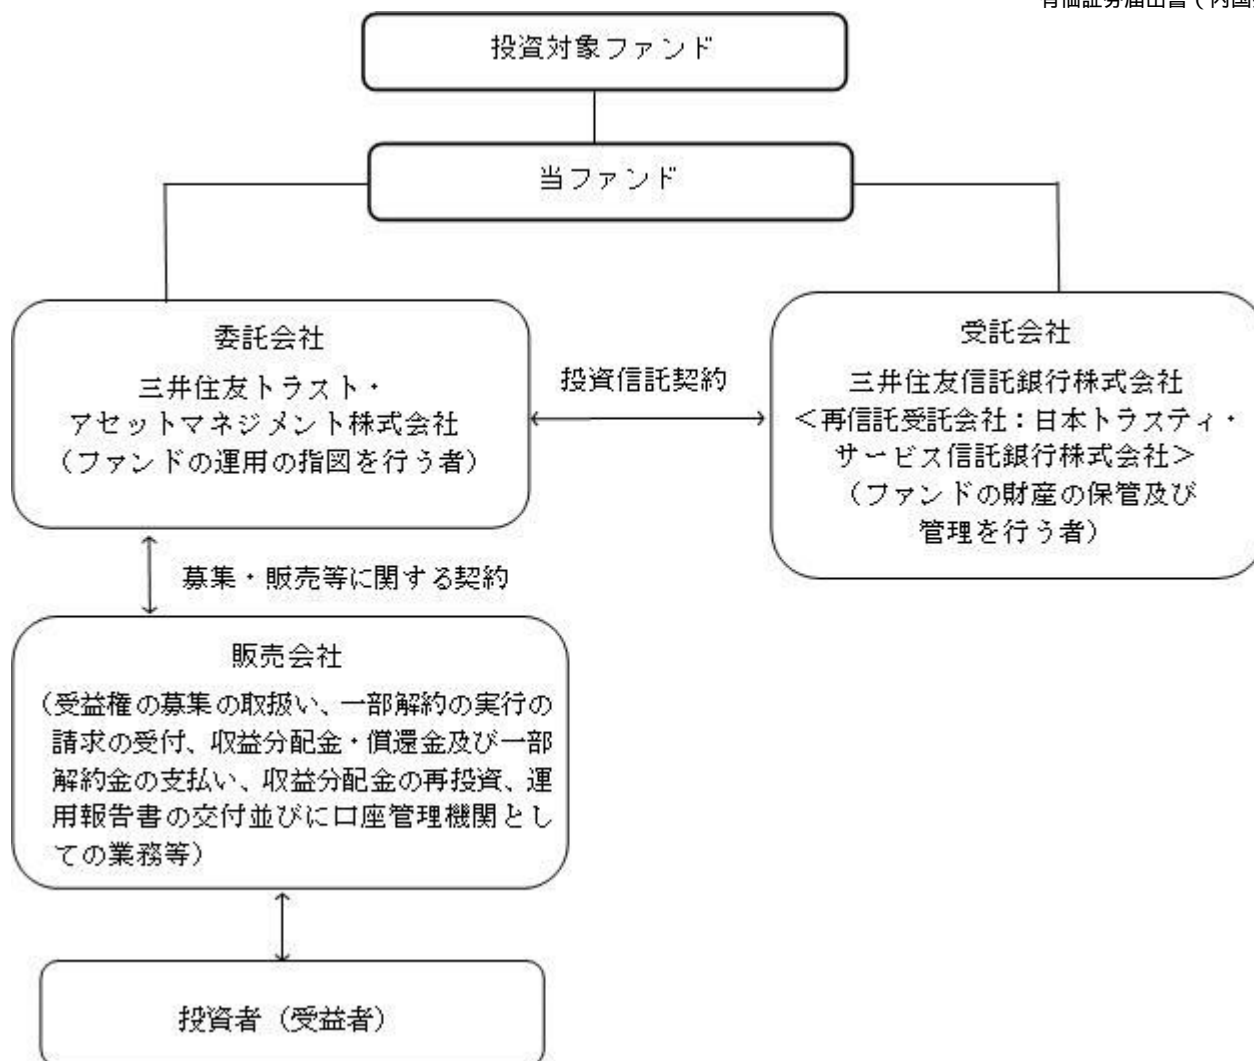 有価証券届出書（内国
投資対象ファンド
当ファンド
委託会社
三井住友トラスト・
アセットマネジメント株式会社
（ファンドの運用の指図を行う者）
投資信託契約
受託会社
三井住友信託銀行株式会社
＜再信託受託会社：日本トラスティ・
サービス信託銀行株式会社＞
（ファンドの財産の保管及び
管理を行う者）
募集・販売等に関する契約
販売会社
（受益権の募集の取扱い、一部解約の実行の
請求の受付、収益分配金・償還金及び一部
解約金の支払い、収益分配金の再投資、運
用報告書の交付並びに口座管理機関とし
ての業務等）
投資者（受益者）